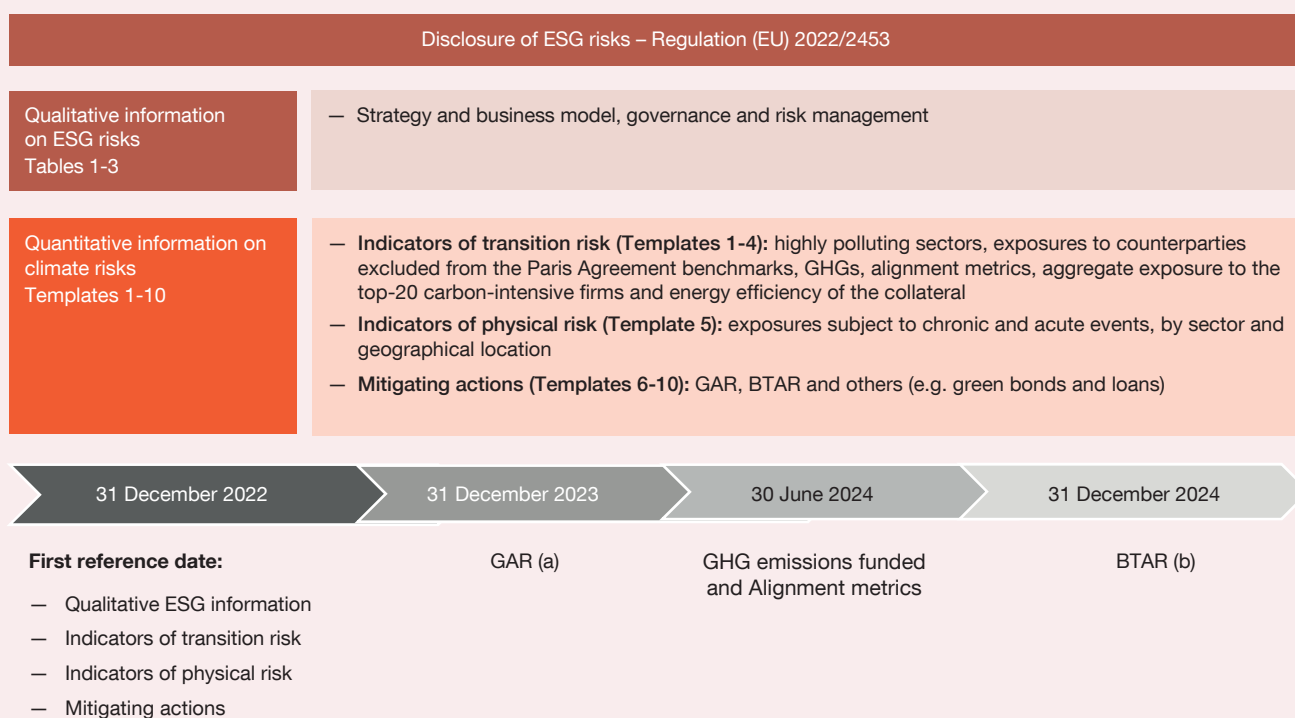 Disclosure of ESG risks – Regulation (EU) 2022/2453
Qualitative information
on ESG risks
Tables 1-3
— Strategy and business model, governance and risk management
Quantitative information on
climate risks
Templates 1-10
— Indicators of transition risk (Templates 1-4): highly polluting sectors, exposures to counterparties
excluded from the Paris Agreement benchmarks, GHGs, alignment metrics, aggregate exposure to the
top-20 carbon-intensive firms and energy efficiency of the collateral
— Indicators of physical risk (Template 5): exposures subject to chronic and acute events, by sector and
geographical location
— Mitigating actions (Templates 6-10): GAR, BTAR and others (e.g. green bonds and loans)
31 December 2022
31 December 2023
30 June 2024
31 December 2024
First reference date:
— Qualitative ESG information
— Indicators of transition risk
— Indicators of physical risk
— Mitigating actions
GAR (a)
GHG emissions funded
and Alignment metrics
BTAR (b)